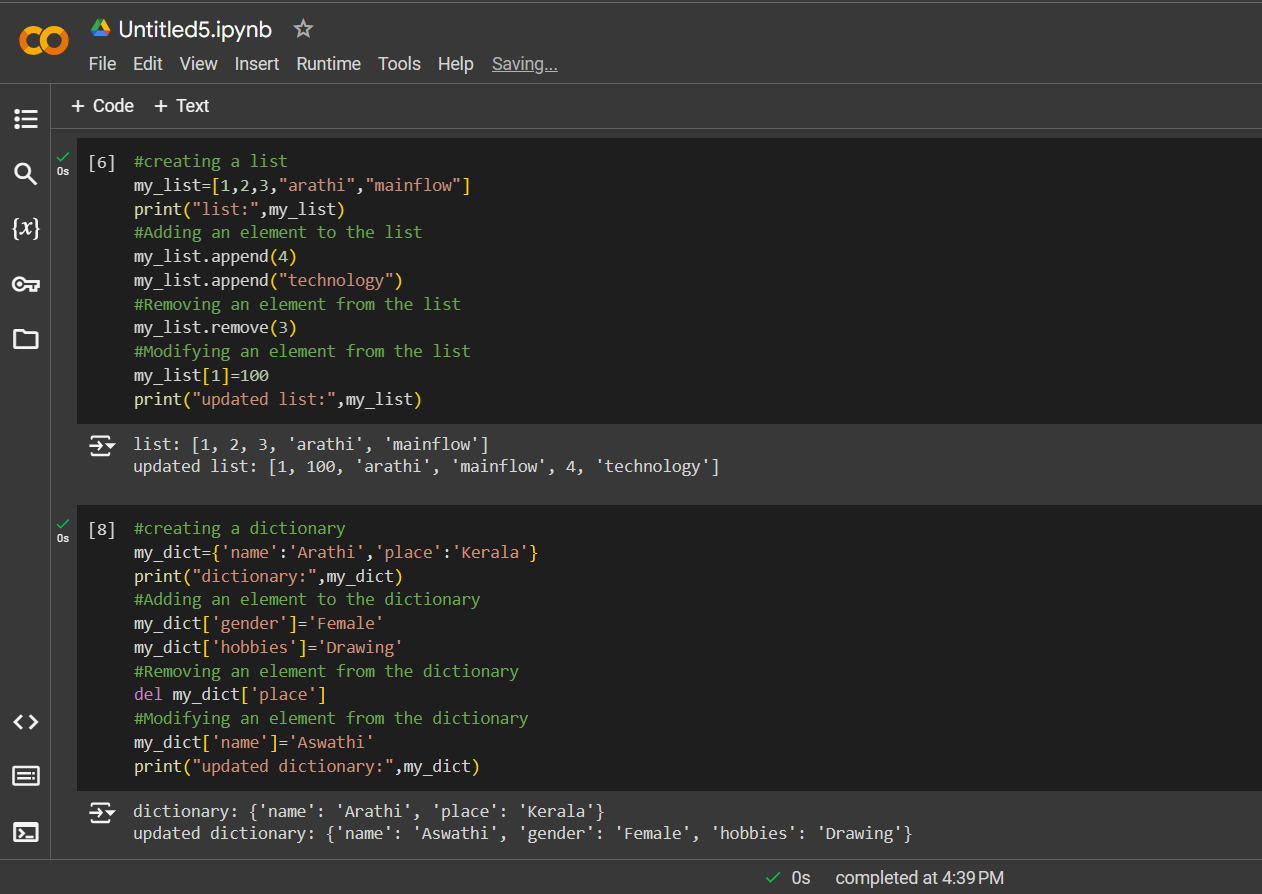 Untitled5.ipynb
File Edit View Insert Runtime Tools Help Saving...
+ Code + Text
[6] #creating a list
0s
my_list=[1,2,3,"arathi","mainflow"]
print("list:",my_list)
#Adding an element to the list
my_list.append(4)
my_list.append("technology")
#Removing an element from the list
my_list.remove(3)
#Modifying an element from the list
my_list[1]=100
print("updated list:",my_list)
list: [1, 2, 3, 'arathi', 'mainflow']
updated list: [1, 100, 'arathi', 'mainflow', 4, 'technology']
[8] #creating a dictionary
0s
my_dict={'name':'Arathi','place':'Kerala'}
print("dictionary:",my_dict)
#Adding an element to the dictionary
my_dict['gender']='Female'
my_dict['hobbies']='Drawing'
#Removing an element from the dictionary
del my_dict['place']
#Modifying an element from the dictionary
my_dict['name']='Aswathi'
print("updated dictionary:",my_dict)
dictionary: {'name': 'Arathi', 'place': 'Kerala'}
updated dictionary: {'name': 'Aswathi', 'gender': 'Female', 'hobbies': 'Drawing'}
0s completed at 4:39 PM